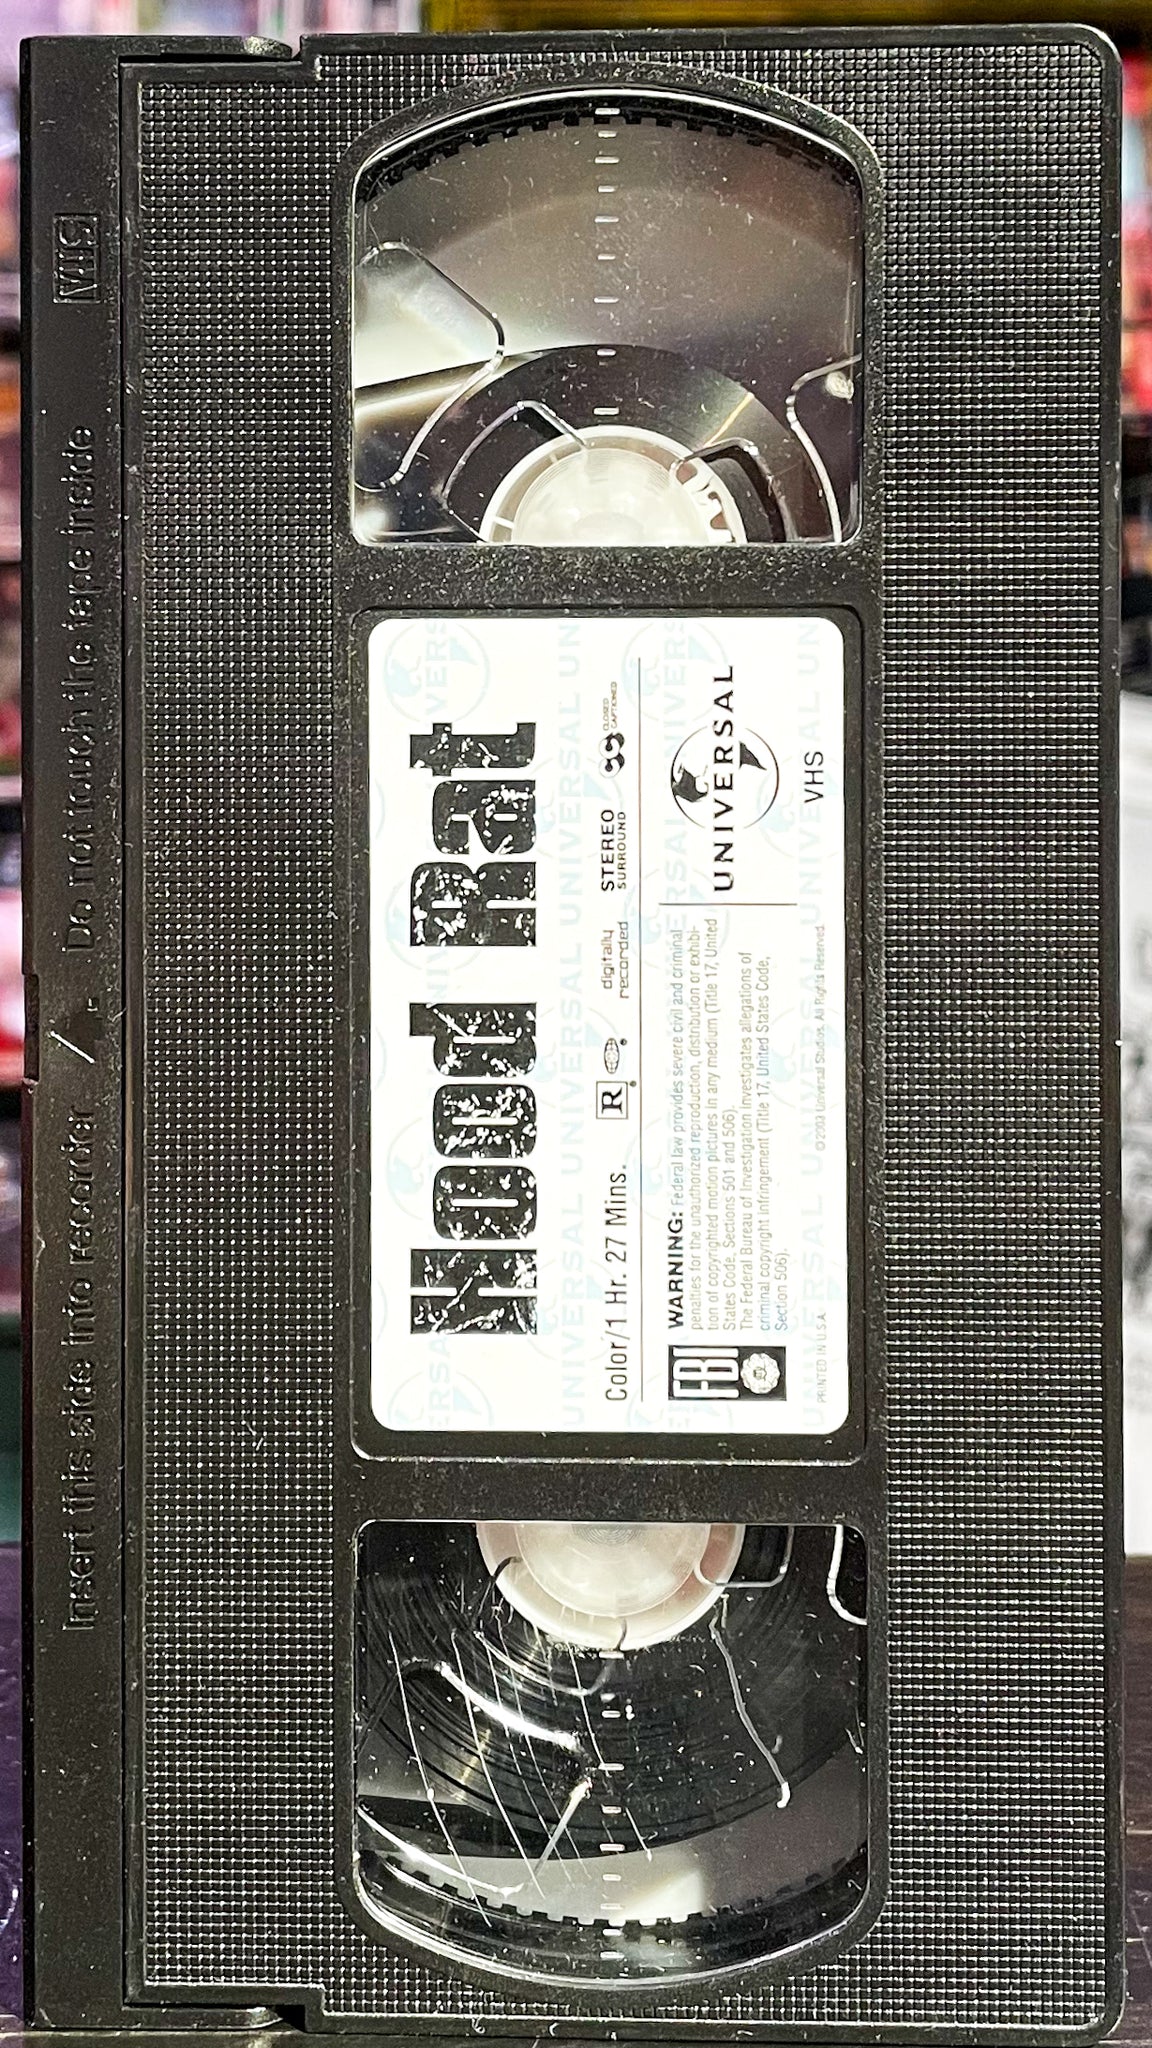 VHS
Insert this side into recorder / Do not touch the tape inside
Hood Rat
Color/1 Hr. 27 Mins.
R
digitally
recorded
STEREO
SURROUND
CLOSED
CAPTIONED
FBI
WARNING: Federal law provides severe civil and criminal
penalties for the unauthorized reproduction, distribution or exhibi-
tion of copyrighted motion pictures in any medium (Title 17, United
States Code, Sections 501 and 506).
The Federal Bureau of Investigation investigates allegations of
criminal copyright infringement (Title 17, United States Code,
Section 506).
PRINTED IN U.S.A.
©2003 Universal Studios. All Rights Reserved.
UNIVERSAL
VHS